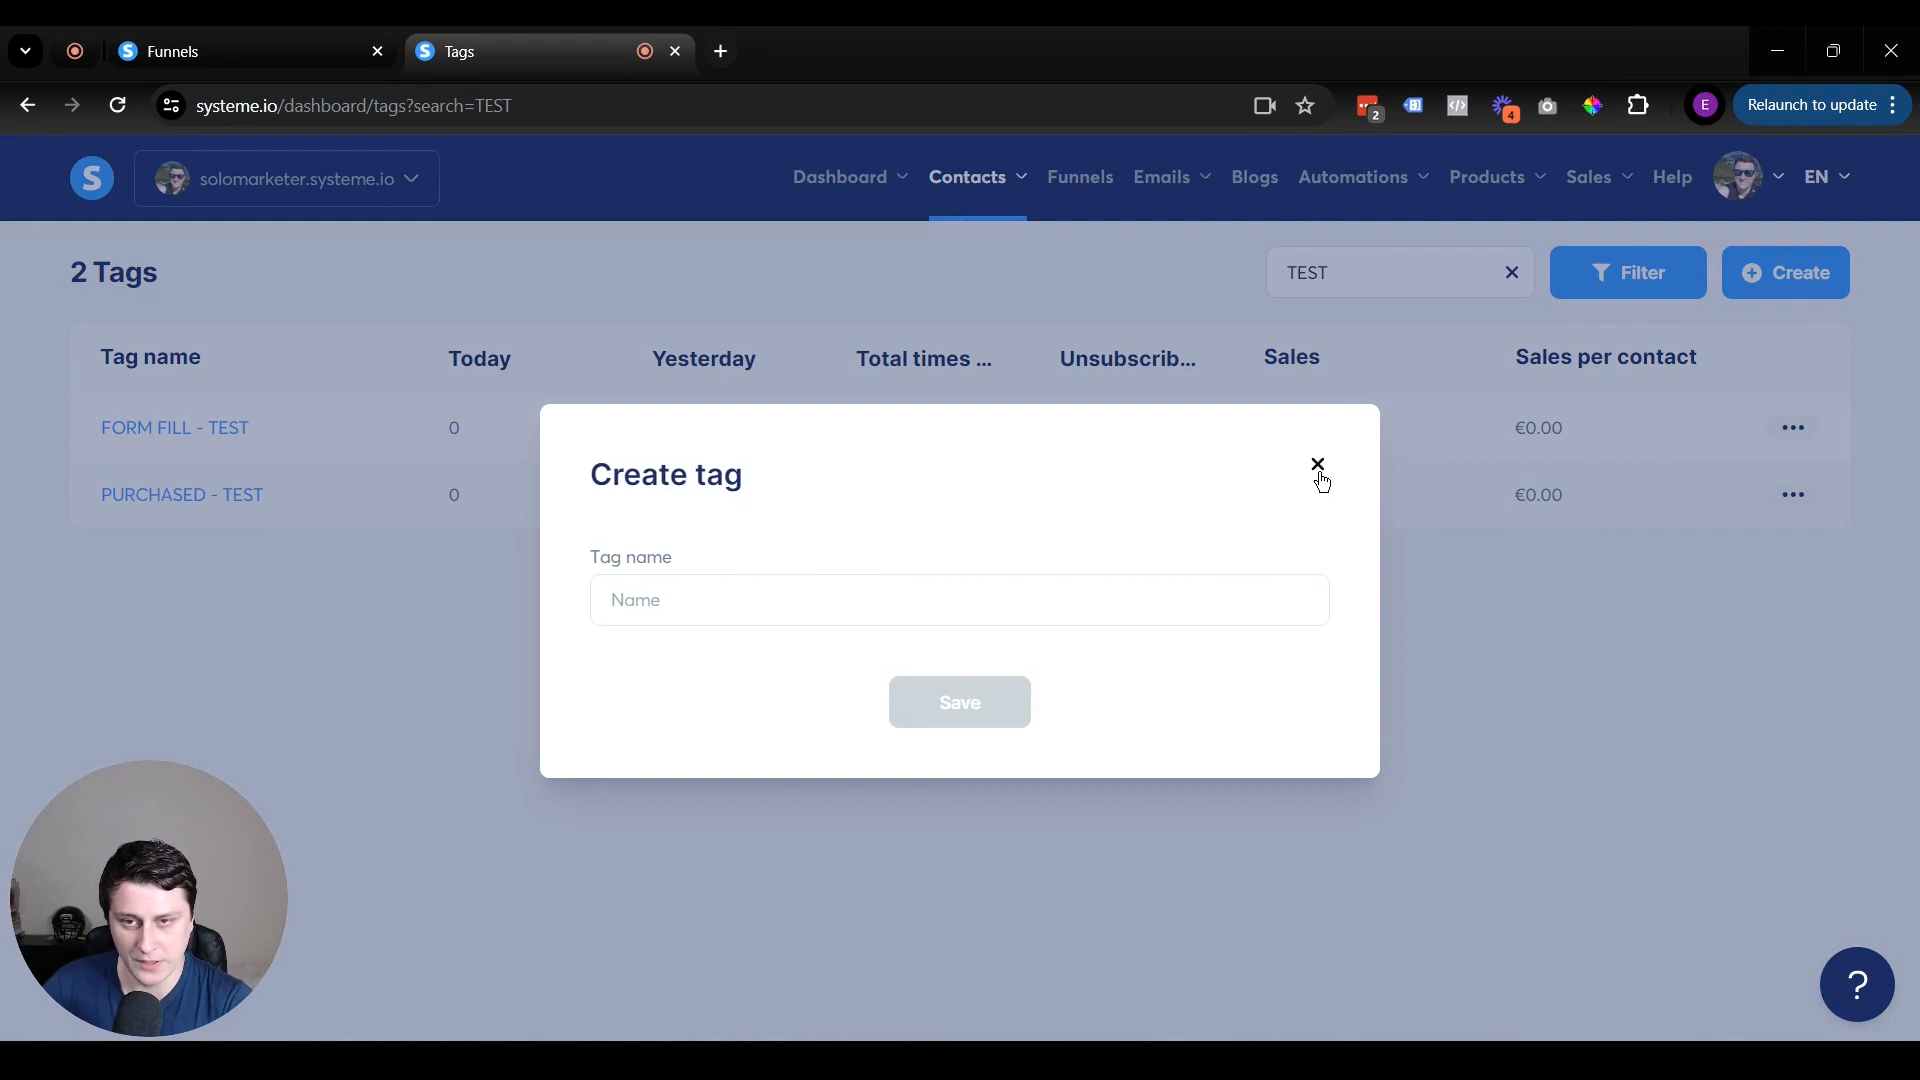 Funnels
Tags
systeme.io/dashboard/tags?search=TEST
2
4
E
Relaunch to update
S
solomarketer.systeme.io
Dashboard
Contacts
Funnels
Emails
Blogs
Automations
Products
Sales
Help
EN
2 Tags
TEST
Filter
Create
Tag name
Today
Yesterday
Total times ...
Unsubscrib...
Sales
Sales per contact
FORM FILL - TEST
0
€0.00
PURCHASED - TEST
0
€0.00
Create tag
Tag name
Name
Save
?